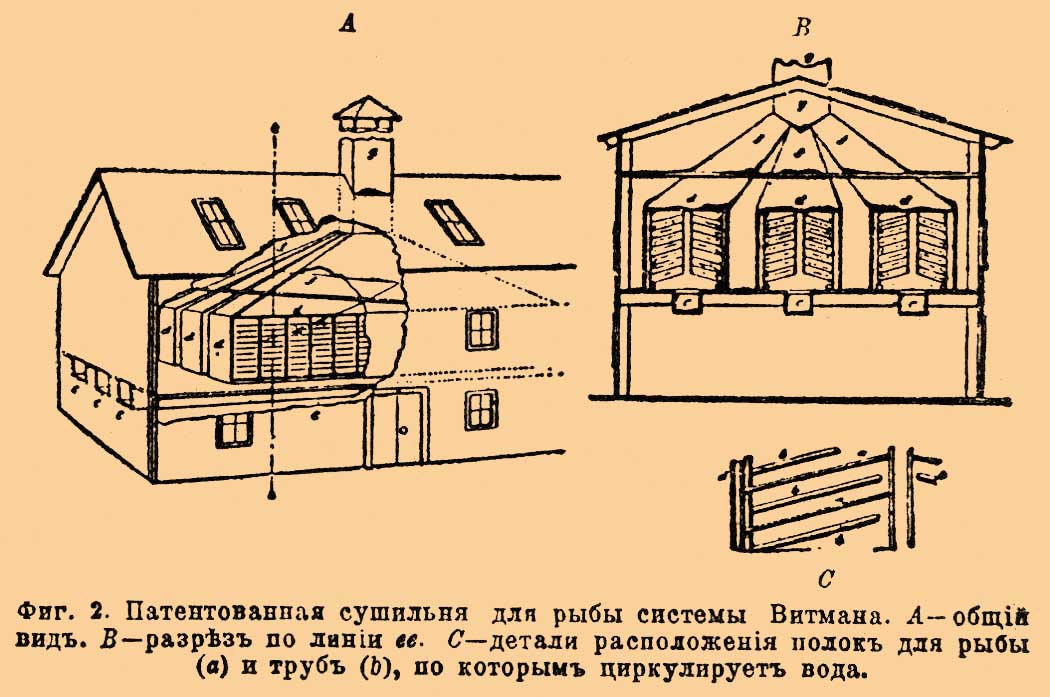 A
B
C
Фиг. 2. Патентованная сушильня для рыбы системы Витмана. A—общій
видъ. B—разрѣзъ по линіи ee. C—детали расположенія полокъ для рыбы
(a) и трубъ (b), по которымъ циркулируетъ вода.